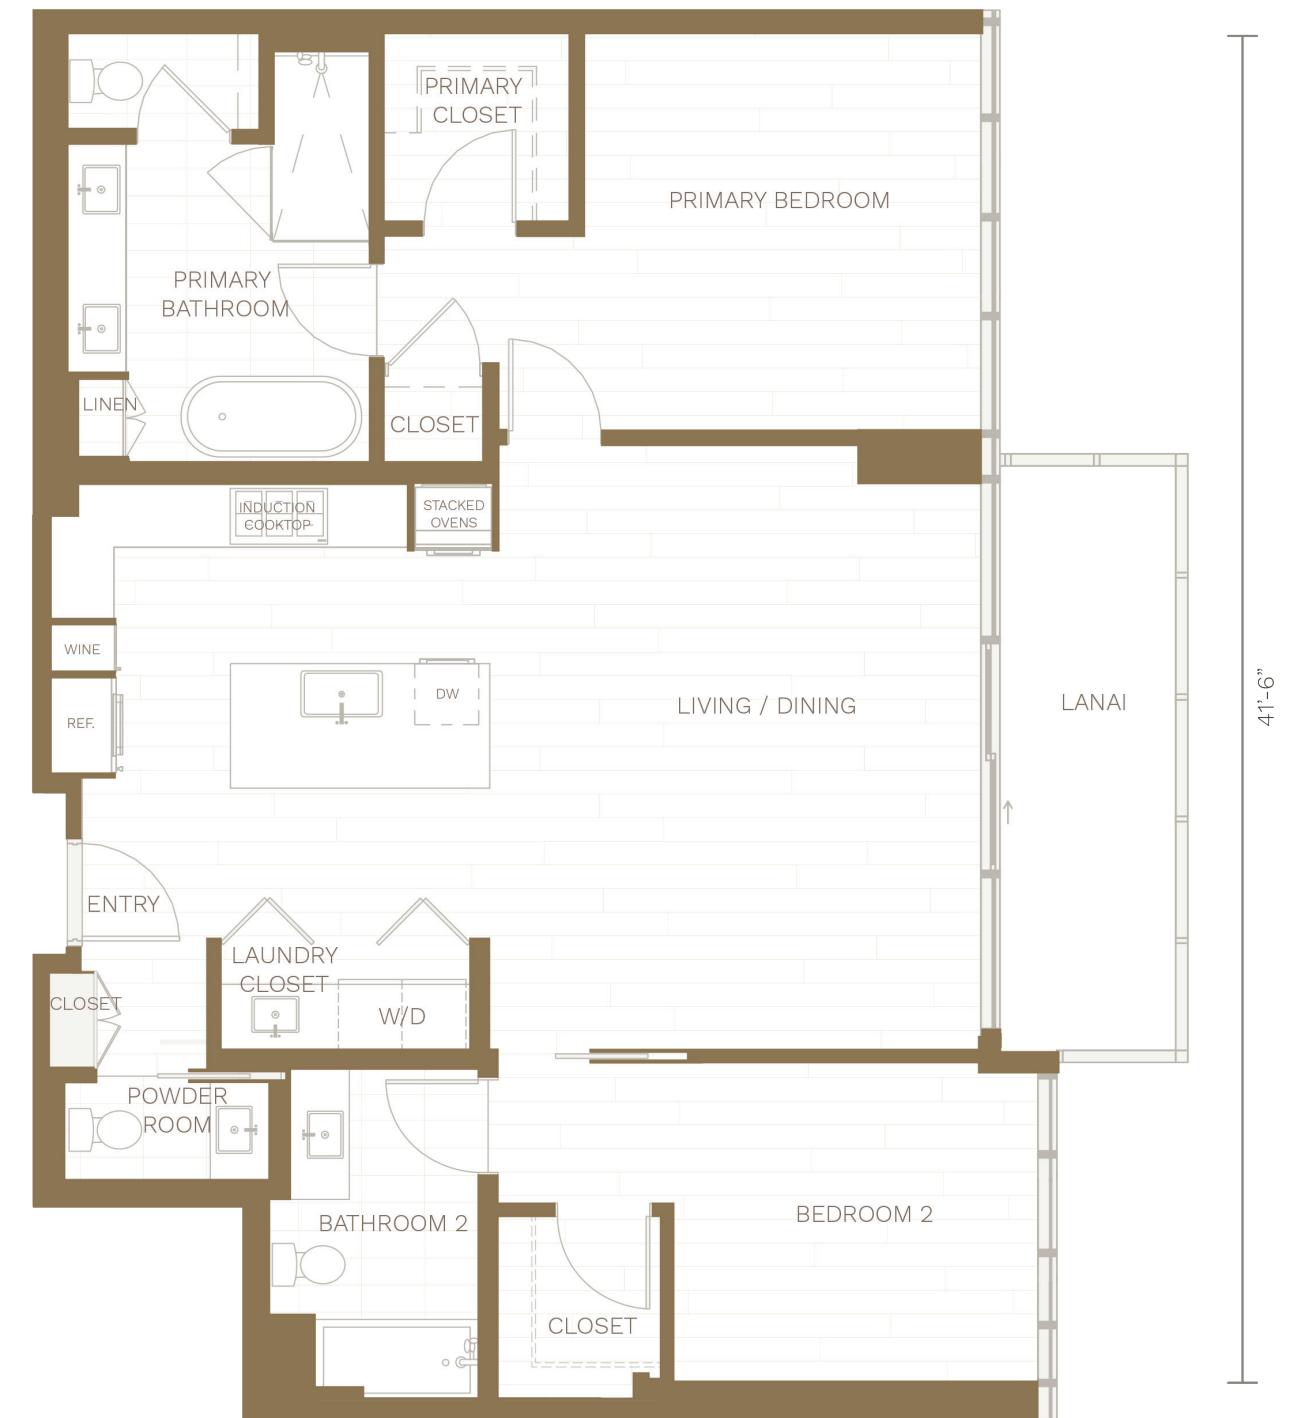 PRIMARY
CLOSET
PRIMARY BEDROOM
PRIMARY
BATHROOM
LINEN
CLOSET
INDUCTION
COOKTOP
STACKED
OVENS
WINE
REF.
DW
LIVING / DINING
LANAI
41'-6"
ENTRY
LAUNDRY
CLOSET
W/D
CLOSET
POWDER
ROOM
BATHROOM 2
BEDROOM 2
CLOSET